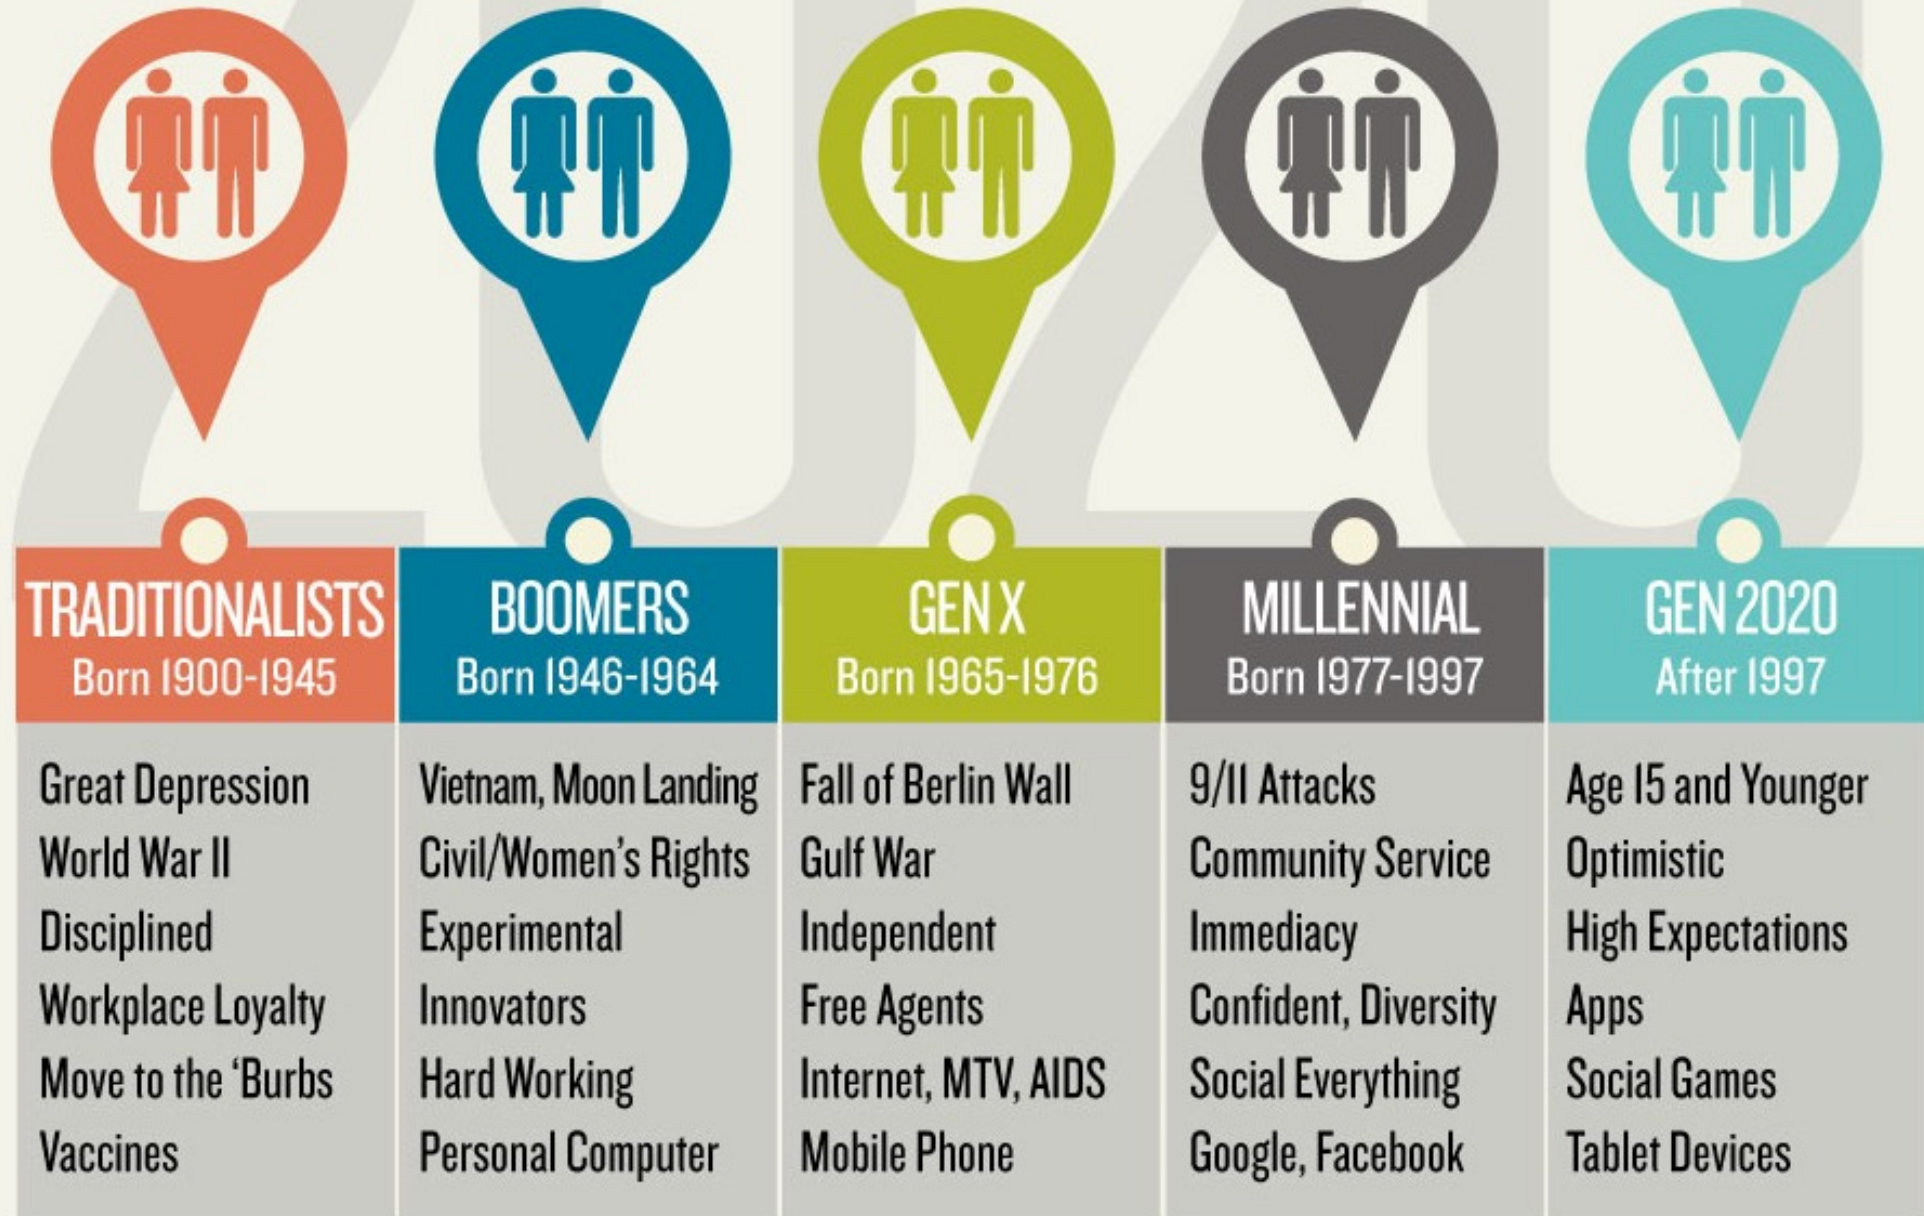 2020
TRADITIONALISTS
Born 1900-1945
Great Depression
World War II
Disciplined
Workplace Loyalty
Move to the ‘Burbs
Vaccines
BOOMERS
Born 1946-1964
Vietnam, Moon Landing
Civil/Women’s Rights
Experimental
Innovators
Hard Working
Personal Computer
GEN X
Born 1965-1976
Fall of Berlin Wall
Gulf War
Independent
Free Agents
Internet, MTV, AIDS
Mobile Phone
MILLENNIAL
Born 1977-1997
9/11 Attacks
Community Service
Immediacy
Confident, Diversity
Social Everything
Google, Facebook
GEN 2020
After 1997
Age 15 and Younger
Optimistic
High Expectations
Apps
Social Games
Tablet Devices